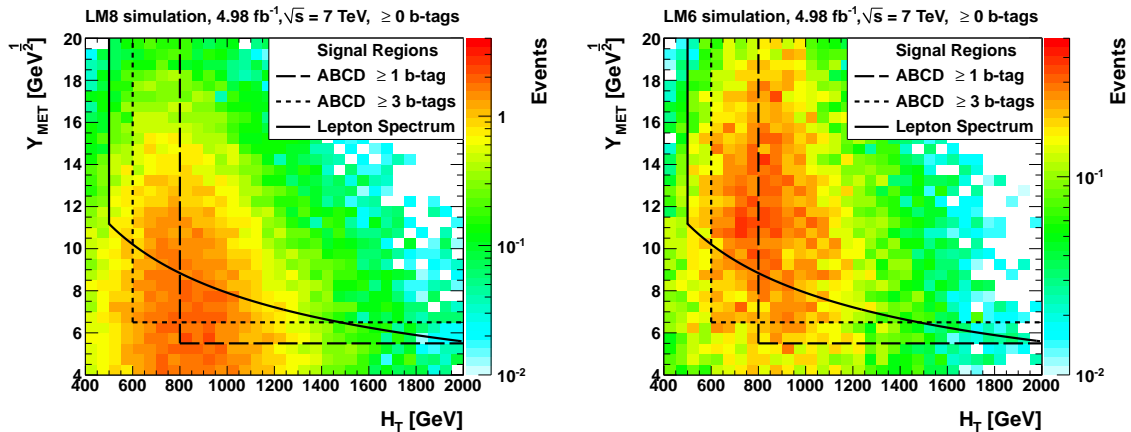 LM8 simulation, 4.98 fb⁻¹, √s = 7 TeV, ≥ 0 b-tags
Y_MET [GeV^½]
20
18
16
14
12
10
8
6
4
400 600 800 1000 1200 1400 1600 1800 2000
H_T [GeV]
Signal Regions
ABCD ≥ 1 b-tag
ABCD ≥ 3 b-tags
Lepton Spectrum
Events
1
10⁻¹
10⁻²
LM6 simulation, 4.98 fb⁻¹, √s = 7 TeV, ≥ 0 b-tags
Y_MET [GeV^½]
20
18
16
14
12
10
8
6
4
400 600 800 1000 1200 1400 1600 1800 2000
H_T [GeV]
Signal Regions
ABCD ≥ 1 b-tag
ABCD ≥ 3 b-tags
Lepton Spectrum
Events
10⁻¹
10⁻²